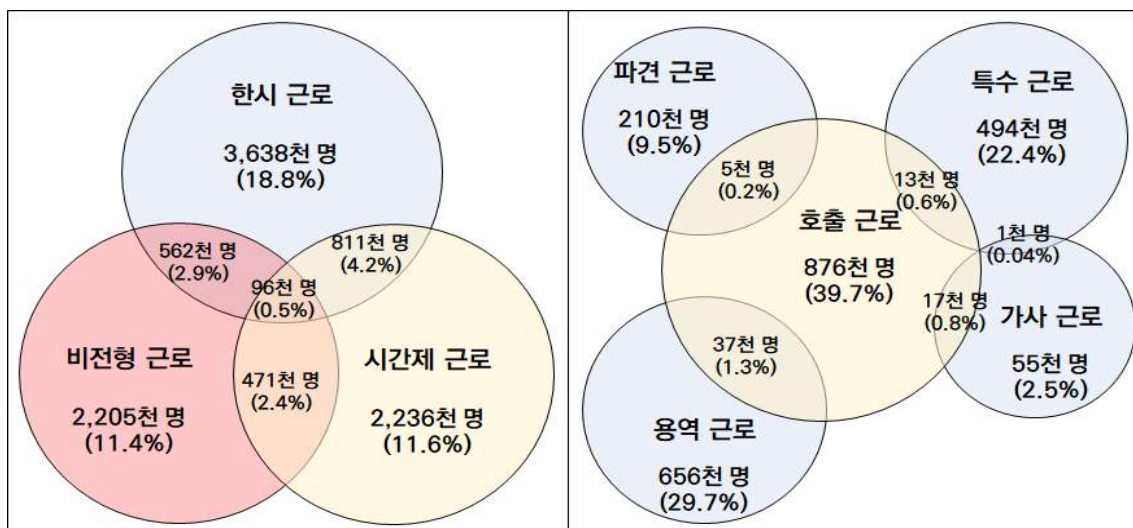 한시 근로
3,638천 명
(18.8%)
562천 명
(2.9%)
811천 명
(4.2%)
96천 명
(0.5%)
비전형 근로
2,205천 명
(11.4%)
471천 명
(2.4%)
시간제 근로
2,236천 명
(11.6%)
파견 근로
210천 명
(9.5%)
특수 근로
494천 명
(22.4%)
5천 명
(0.2%)
13천 명
(0.6%)
호출 근로
876천 명
(39.7%)
1천 명
(0.04%)
17천 명
(0.8%)
가사 근로
55천 명
(2.5%)
37천 명
(1.3%)
용역 근로
656천 명
(29.7%)